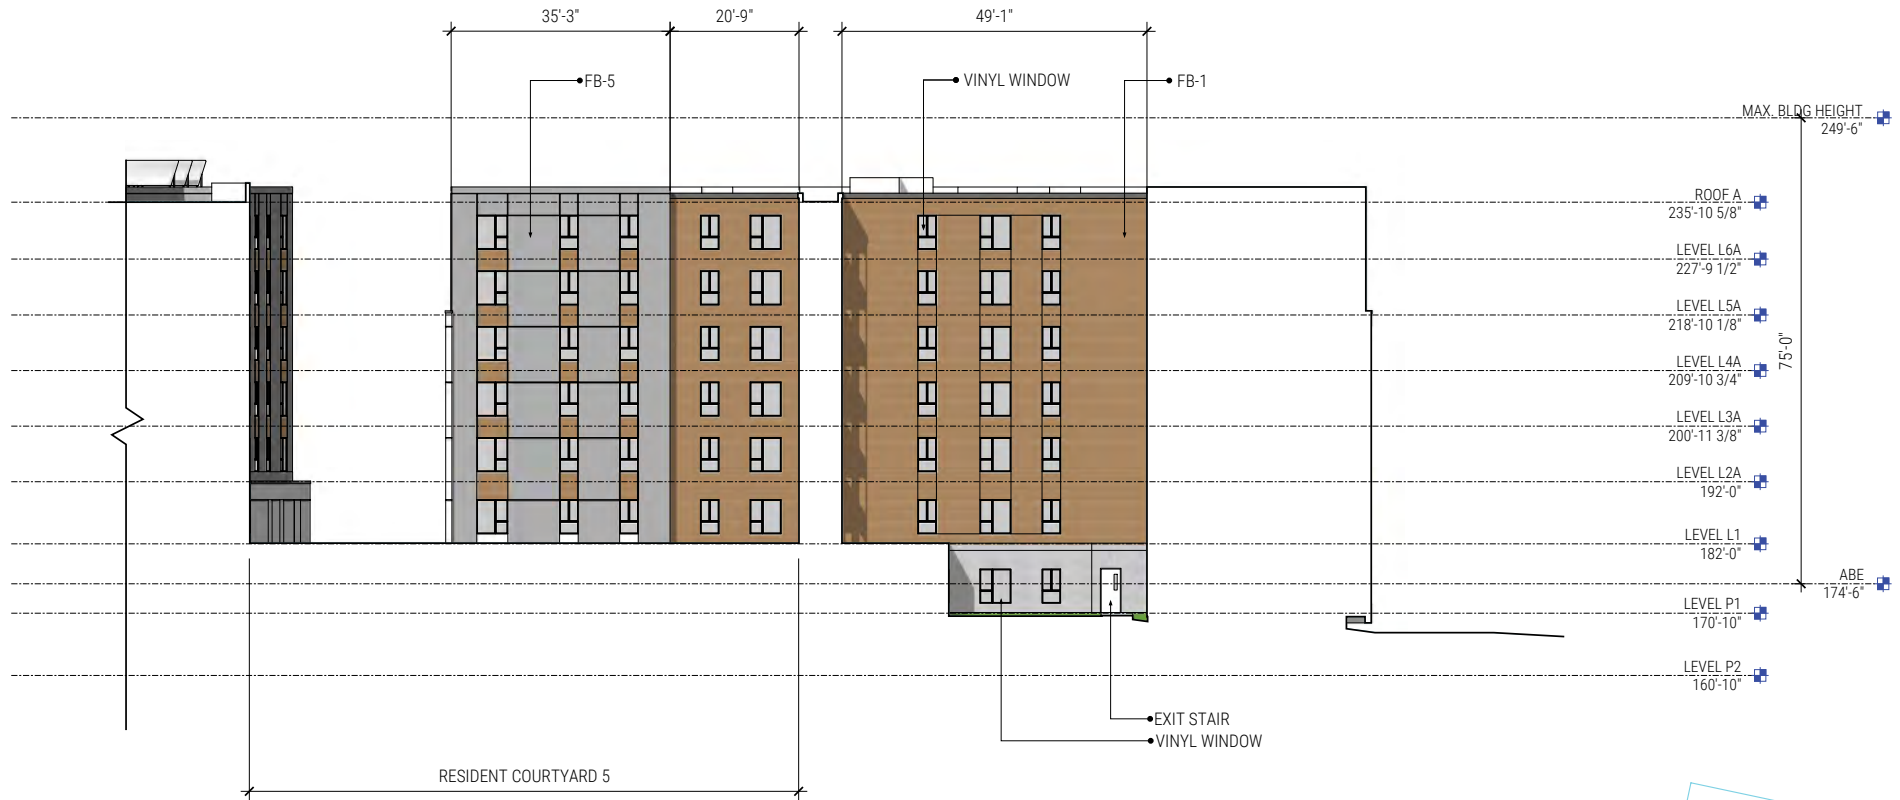 35'-3"
20'-9"
49'-1"
FB-5
VINYL WINDOW
FB-1
MAX. BLDG HEIGHT
249'-6"
ROOF A
235'-10 5/8"
LEVEL L6A
227'-9 1/2"
LEVEL L5A
218'-10 1/8"
75'-0"
LEVEL L4A
209'-10 3/4"
LEVEL L3A
200'-11 3/8"
LEVEL L2A
192'-0"
LEVEL L1
182'-0"
ABE
174'-6"
LEVEL P1
170'-10"
LEVEL P2
160'-10"
EXIT STAIR
VINYL WINDOW
RESIDENT COURTYARD 5